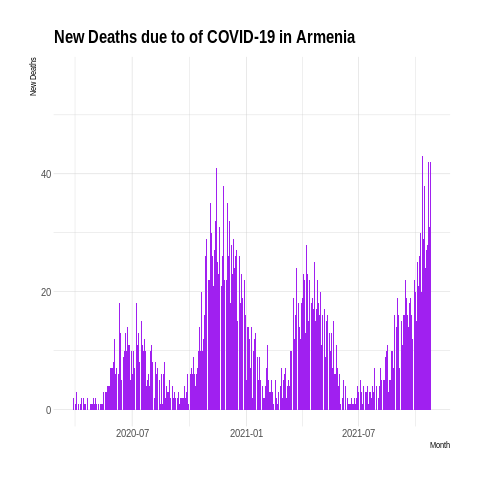 New Deaths due to of COVID-19 in Armenia
New Deaths
40
20
0
2020-07 2021-01 2021-07
Month